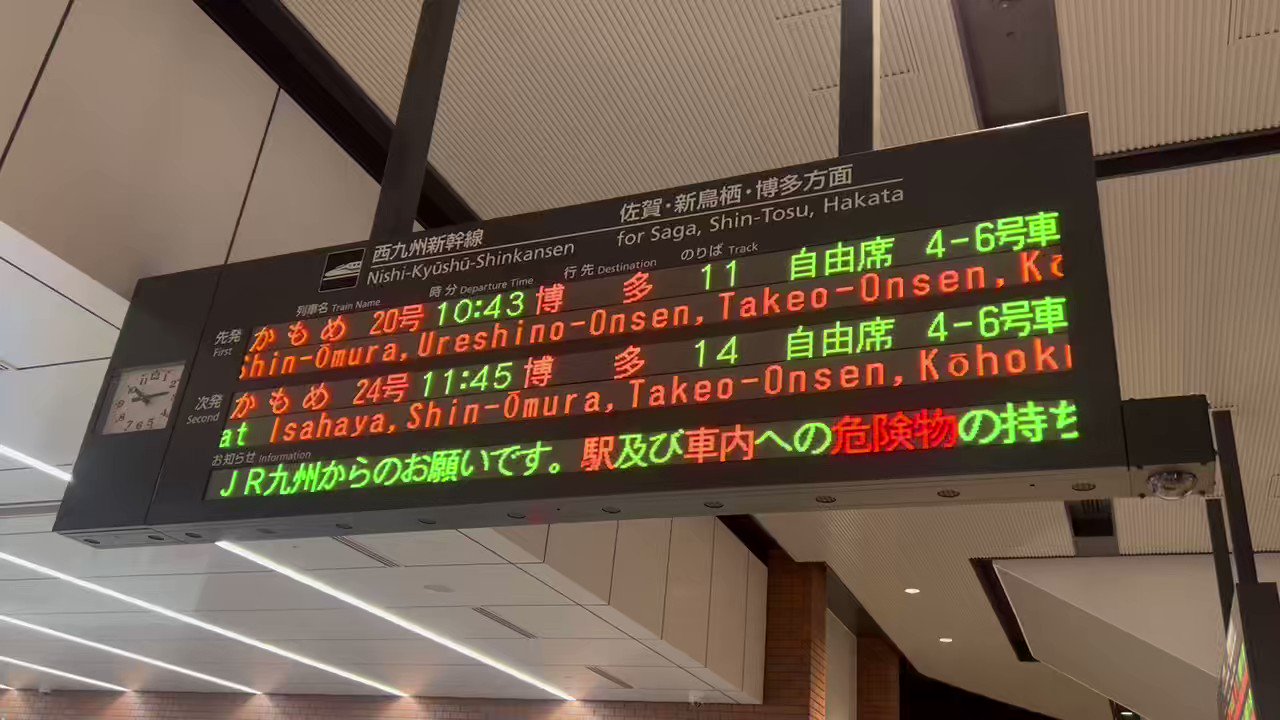 西九州新幹線
Nishi-Kyūshū-Shinkansen
佐賀・新鳥栖・博多方面
for Saga, Shin-Tosu, Hakata
列車名 Train Name 時分 Departure Time 行先 Destination のりば Track
先発 First かもめ 20号 10:43 博多 11 自由席 4-6号車
Shin-Ōmura, Ureshino-Onsen, Takeo-Onsen, Kō
次発 Second かもめ 24号 11:45 博多 14 自由席 4-6号車
at Isahaya, Shin-Ōmura, Takeo-Onsen, Kōhoku
お知らせ Information
JR九州からのお願いです。駅及び車内への危険物の持ち